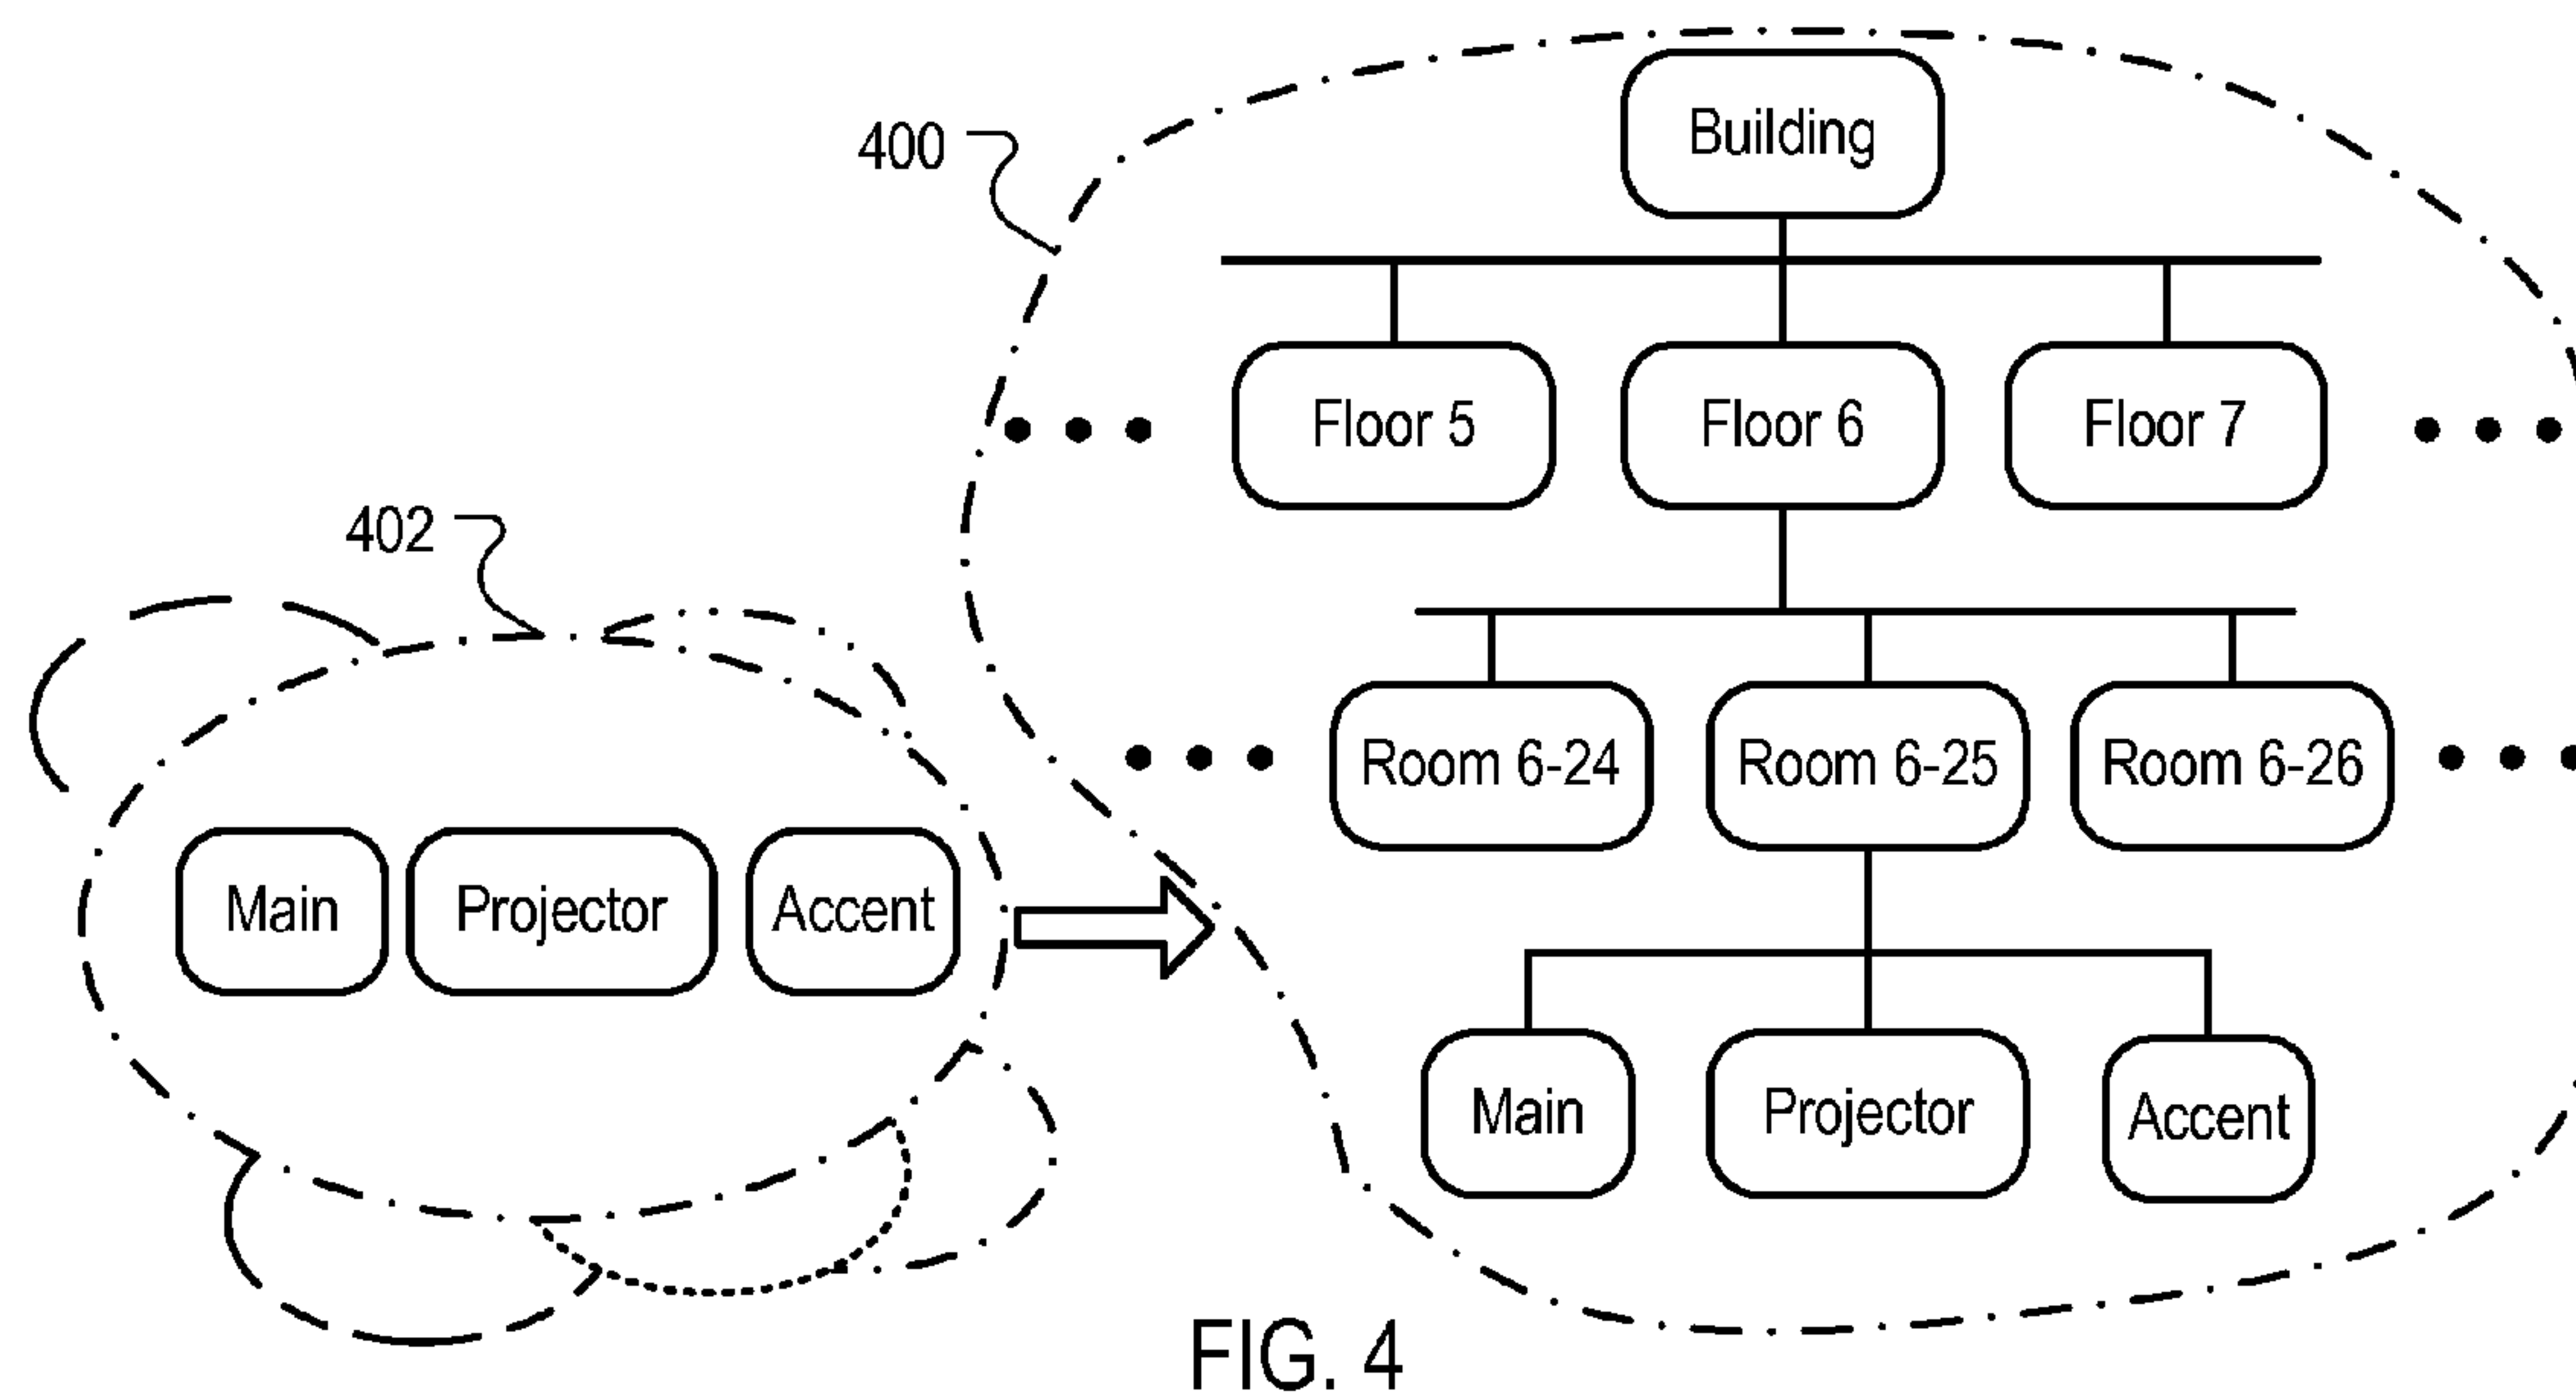 400
Building
Floor 5
Floor 6
Floor 7
402
Room 6-24
Room 6-25
Room 6-26
Main
Projector
Accent
Main
Projector
Accent
FIG. 4